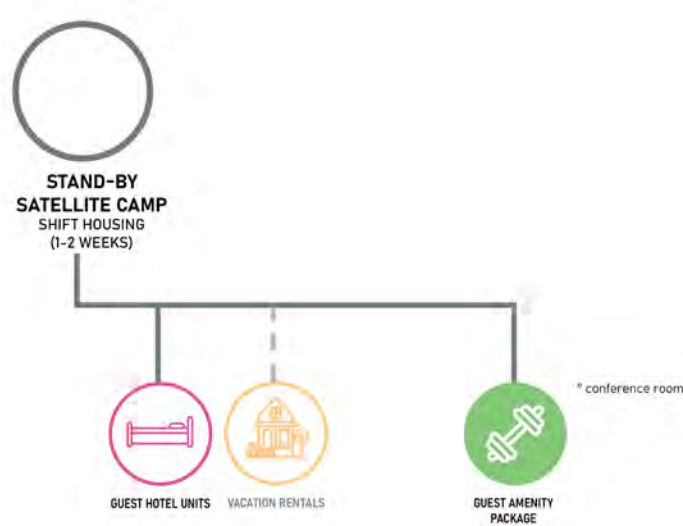 STAND-BY
SATELLITE CAMP
SHIFT HOUSING
(1-2 WEEKS)
* conference room
GUEST HOTEL UNITS
VACATION RENTALS
GUEST AMENITY
PACKAGE